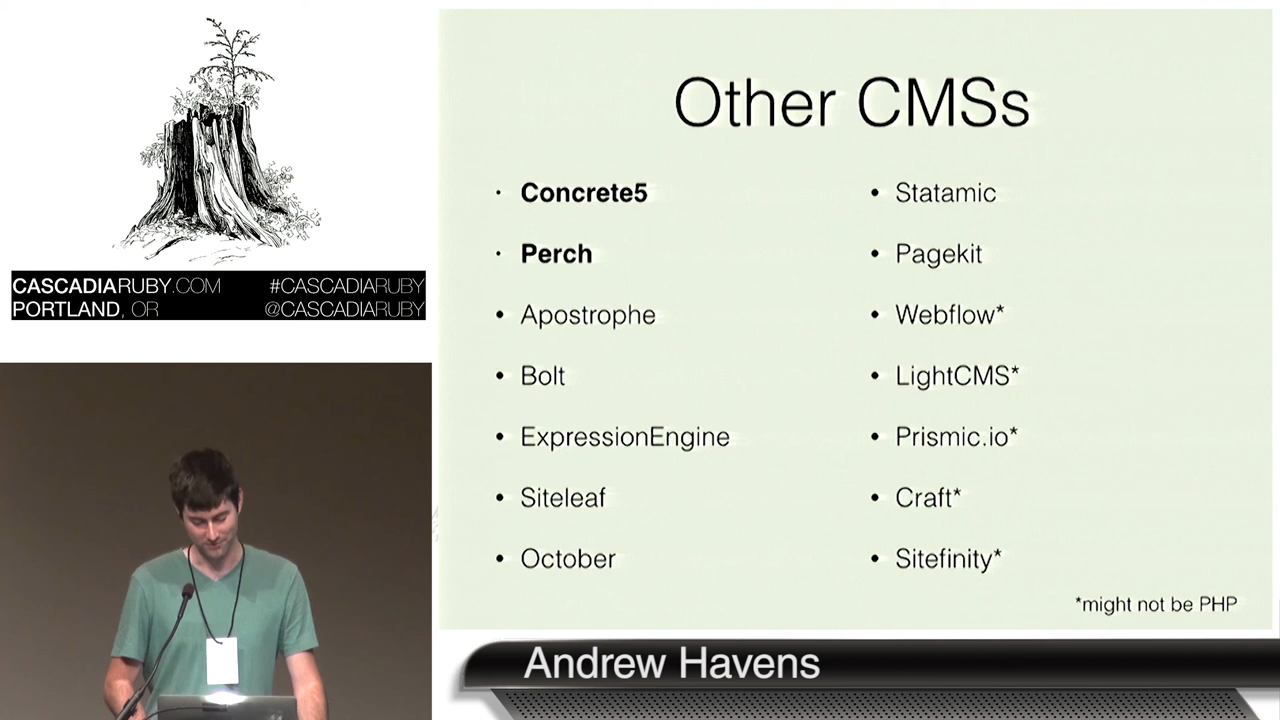 CASCADIARUBY.COM #CASCADIARUBY
PORTLAND, OR @CASCADIARUBY
Other CMSs
· Concrete5
· Perch
• Apostrophe
• Bolt
• ExpressionEngine
• Siteleaf
• October
• Statamic
• Pagekit
• Webflow*
• LightCMS*
• Prismic.io*
• Craft*
• Sitefinity*
*might not be PHP
Andrew Havens